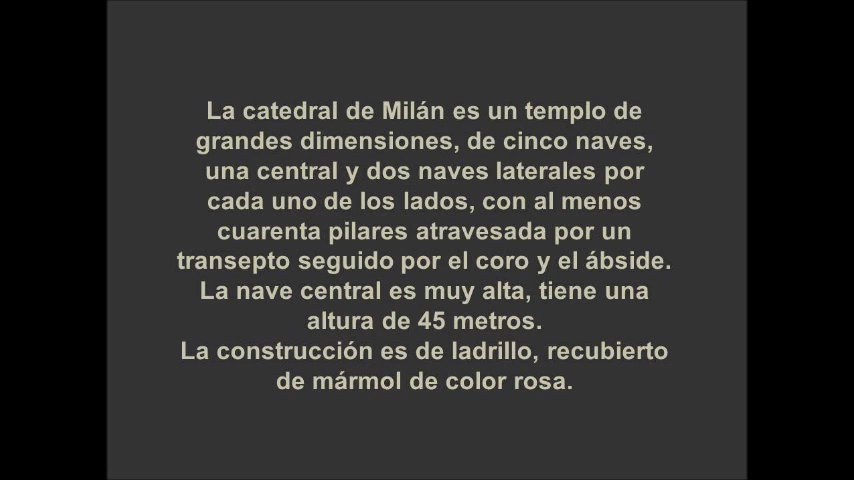 La catedral de Milán es un templo de
grandes dimensiones, de cinco naves,
una central y dos naves laterales por
cada uno de los lados, con al menos
cuarenta pilares atravesada por un
transepto seguido por el coro y el ábside.
La nave central es muy alta, tiene una
altura de 45 metros.
La construcción es de ladrillo, recubierto
de mármol de color rosa.